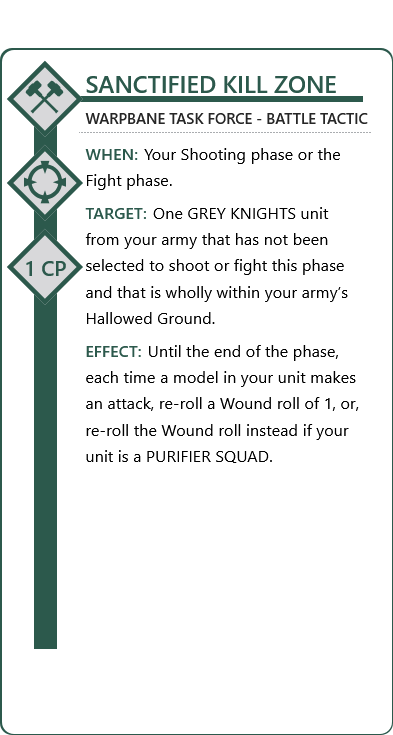 SANCTIFIED KILL ZONE
WARPBANE TASK FORCE - BATTLE TACTIC
WHEN: Your Shooting phase or the
Fight phase.
TARGET: One GREY KNIGHTS unit
from your army that has not been
selected to shoot or fight this phase
1 CP
and that is wholly within your army’s
Hallowed Ground.
EFFECT: Until the end of the phase,
each time a model in your unit makes
an attack, re-roll a Wound roll of 1, or,
re-roll the Wound roll instead if your
unit is a PURIFIER SQUAD.